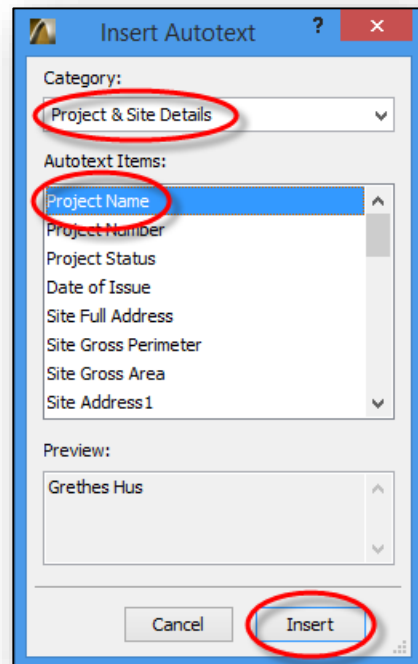 Insert Autotext
?
×
Category:
Project & Site Details
Autotext Items:
Project Name
Project Number
Project Status
Date of Issue
Site Full Address
Site Gross Perimeter
Site Gross Area
Site Address1
Preview:
Grethes Hus
Cancel Insert